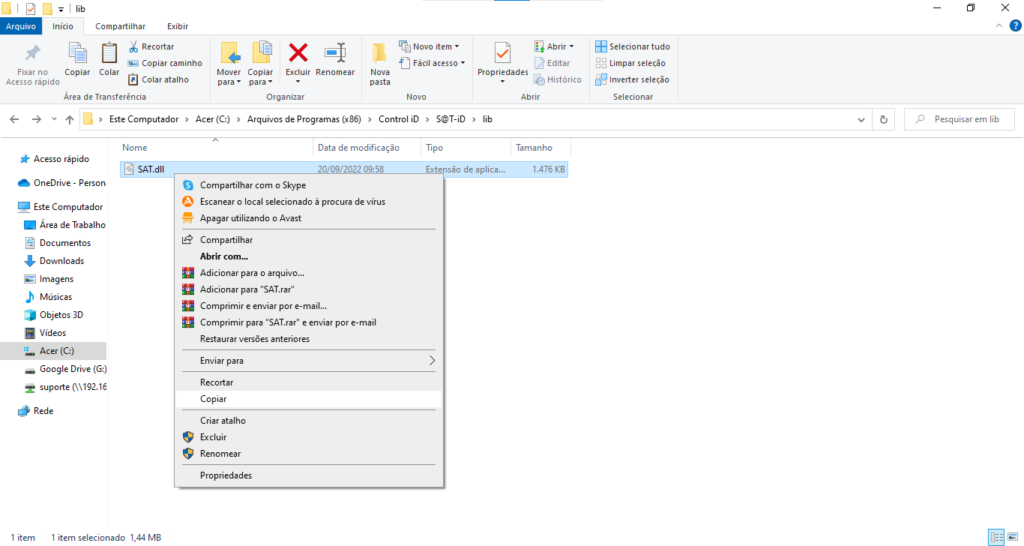 lib
Arquivo Início Compartilhar Exibir
Fixar no Acesso rápido
Copiar
Colar
Recortar
Copiar caminho
Colar atalho
Área de Transferência
Mover para
Copiar para
Excluir
Renomear
Organizar
Nova pasta
Novo item
Fácil acesso
Novo
Propriedades
Abrir
Editar
Histórico
Abrir
Selecionar tudo
Limpar seleção
Inverter seleção
Selecionar
Este Computador > Acer (C:) > Arquivos de Programas (x86) > Control iD > S@T-iD > lib
Pesquisar em lib
Nome Data de modificação Tipo Tamanho
SAT.dll 20/09/2022 09:58 Extensão de aplica... 1.476 KB
Acesso rápido
OneDrive - Person
Este Computador
Área de Trabalho
Documentos
Downloads
Imagens
Músicas
Objetos 3D
Vídeos
Acer (C:)
Google Drive (G:)
suporte (\\192.16
Rede
Compartilhar com o Skype
Escanear o local selecionado à procura de vírus
Apagar utilizando o Avast
Compartilhar
Abrir com...
Adicionar para o arquivo...
Adicionar para "SAT.rar"
Comprimir e enviar por e-mail...
Comprimir para "SAT.rar" e enviar por e-mail
Restaurar versões anteriores
Enviar para
Recortar
Copiar
Criar atalho
Excluir
Renomear
Propriedades
1 item 1 item selecionado 1,44 MB